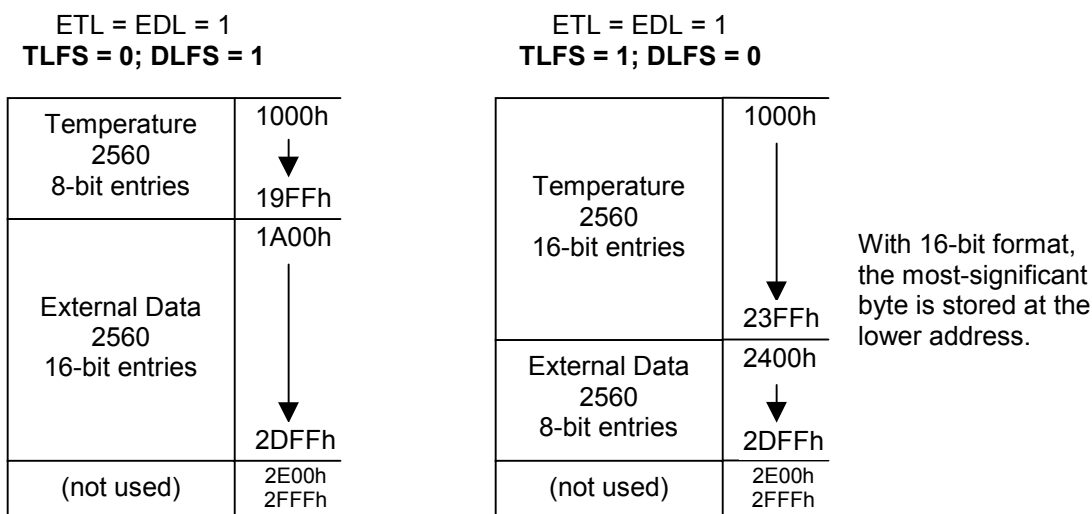 ETL = EDL = 1
TLFS = 0; DLFS = 1
Temperature
2560
8-bit entries
1000h
19FFh
External Data
2560
16-bit entries
1A00h
2DFFh
(not used)
2E00h
2FFFh
ETL = EDL = 1
TLFS = 1; DLFS = 0
Temperature
2560
16-bit entries
1000h
23FFh
External Data
2560
8-bit entries
2400h
2DFFh
(not used)
2E00h
2FFFh
With 16-bit format,
the most-significant
byte is stored at the
lower address.